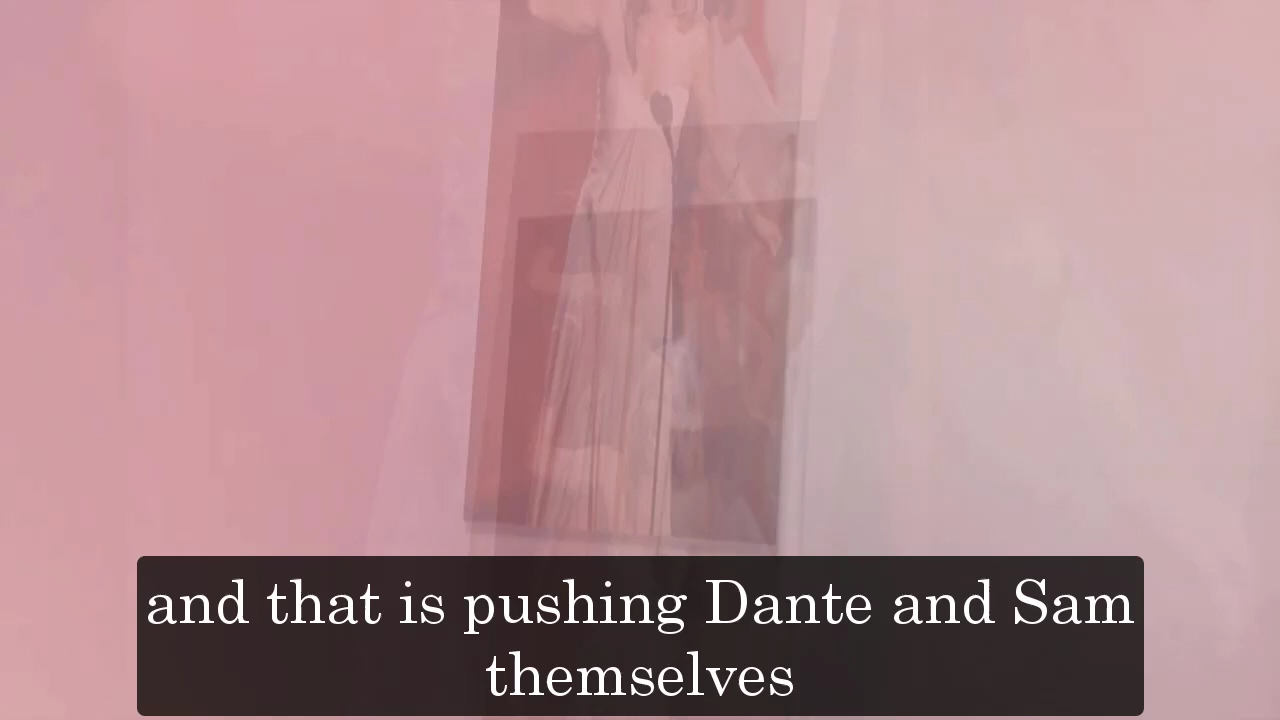 and that is pushing Dante and Sam
themselves